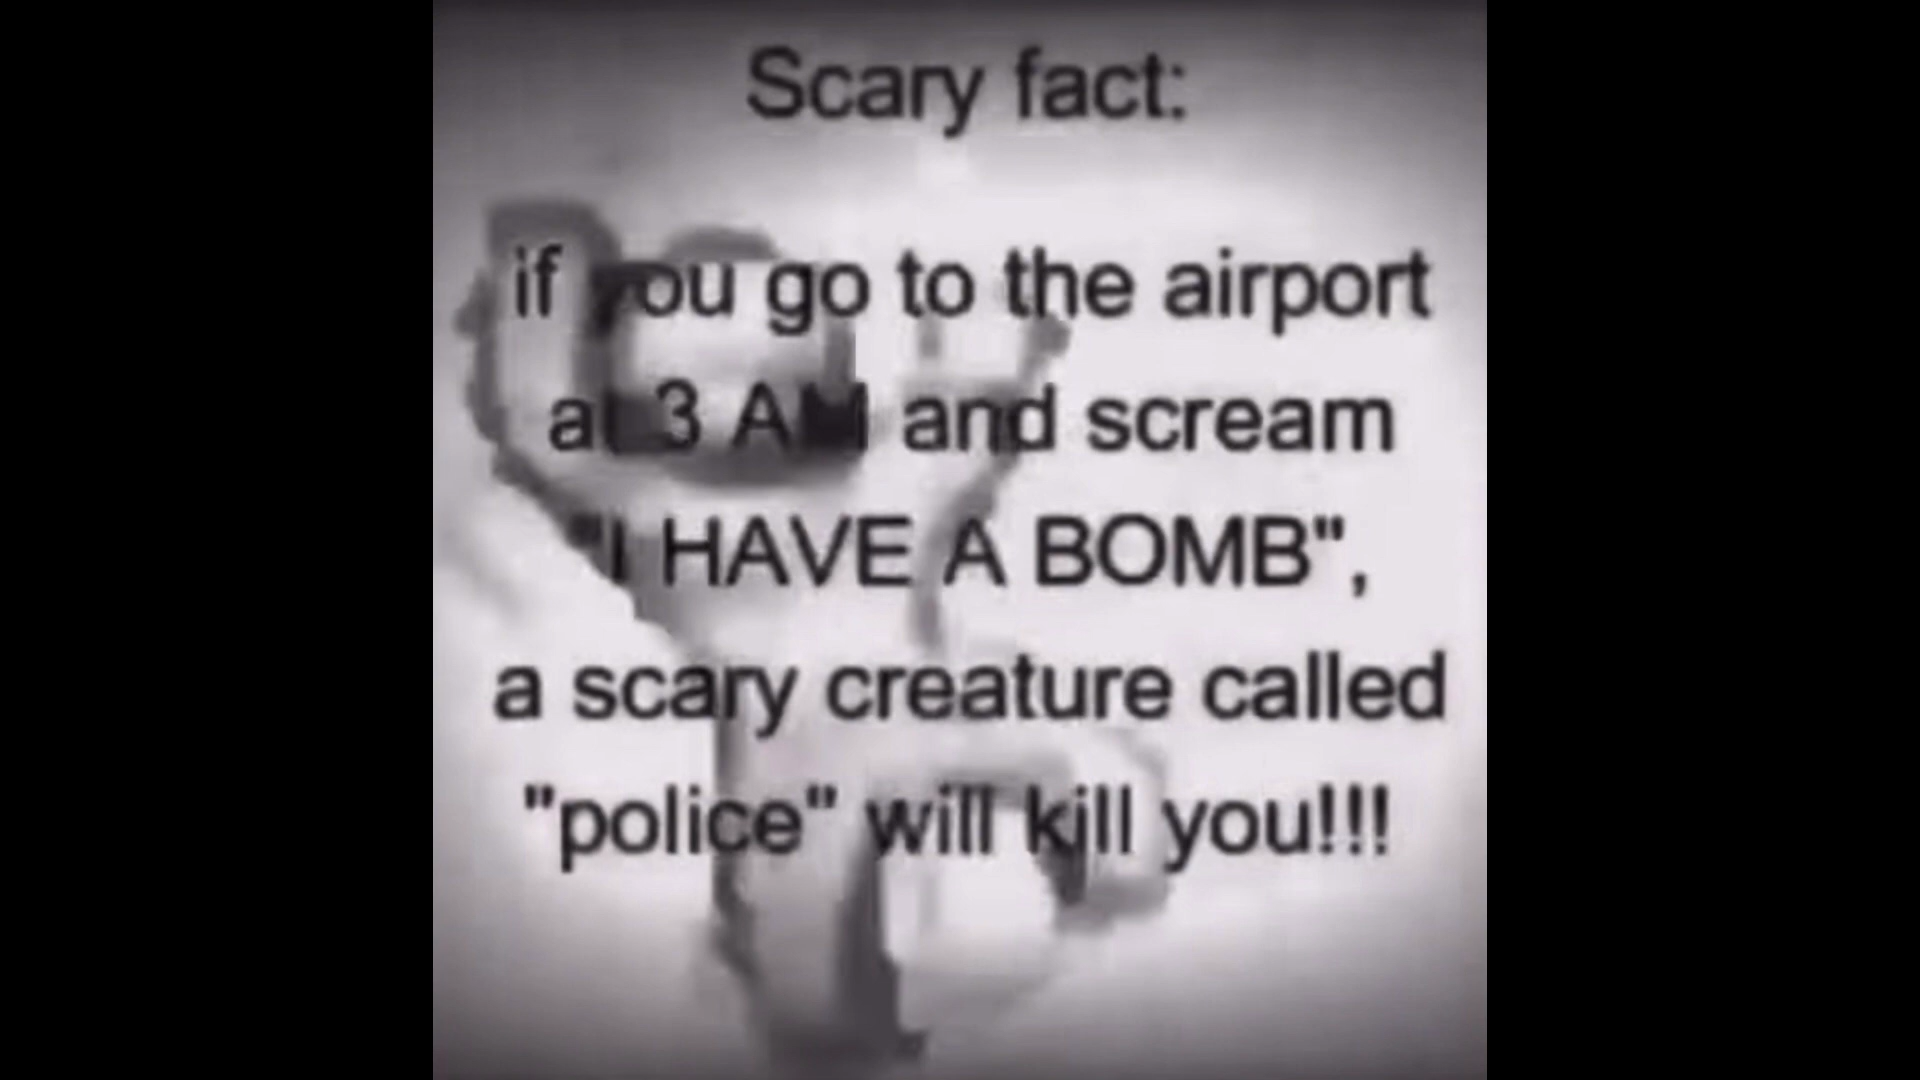 Scary fact:
if you go to the airport
at 3 AM and scream
"I HAVE A BOMB",
a scary creature called
"police" will kill you!!!